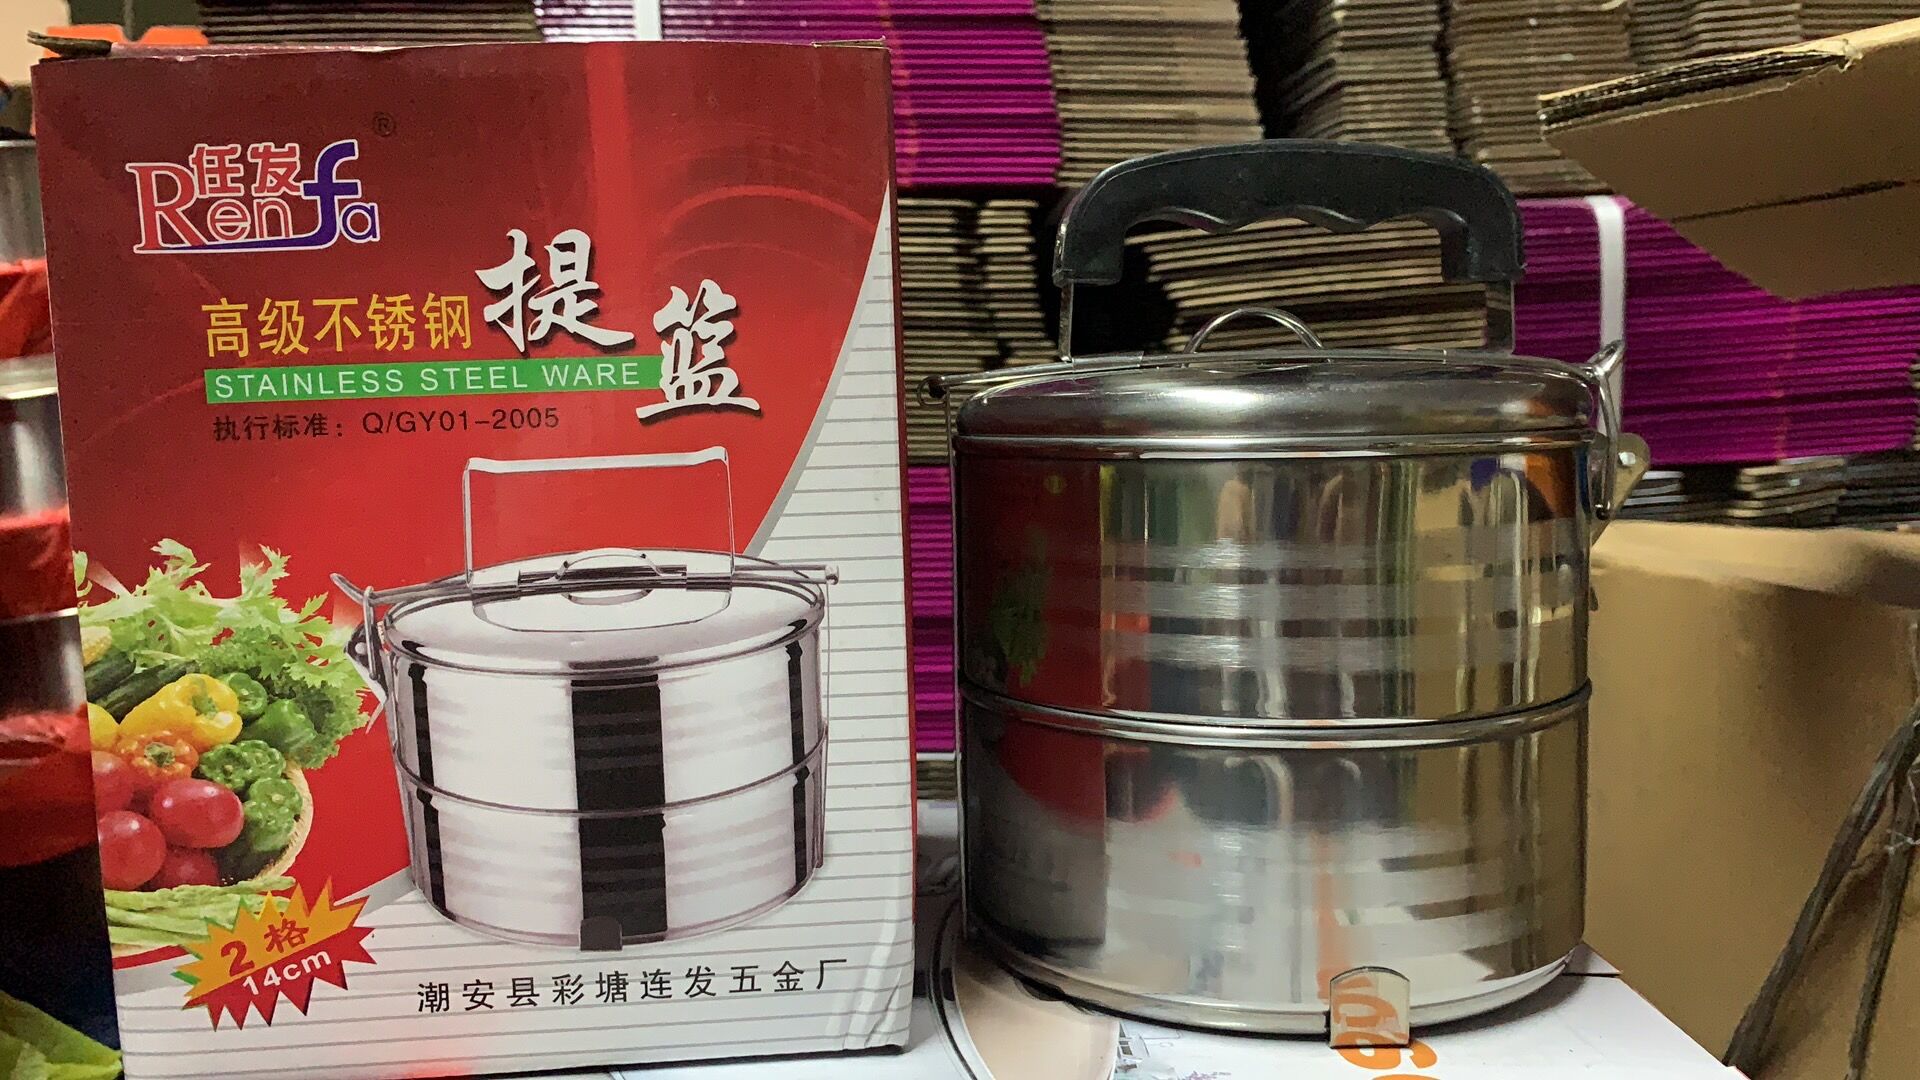 任发
Renfa ®
提篮
高级不锈钢
STAINLESS STEEL WARE
执行标准：Q/GY01-2005
2格
14cm
潮安县彩塘连发五金厂